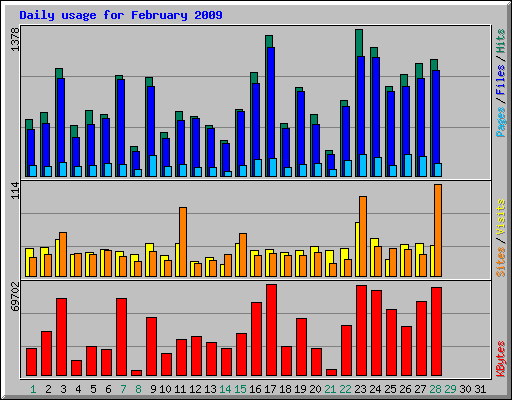 Daily usage for February 2009
1378
Pages / Files / Hits
114
Sites / Visits
69702
KBytes
1 2 3 4 5 6 7 8 9 10 11 12 13 14 15 16 17 18 19 20 21 22 23 24 25 26 27 28 29 30 31